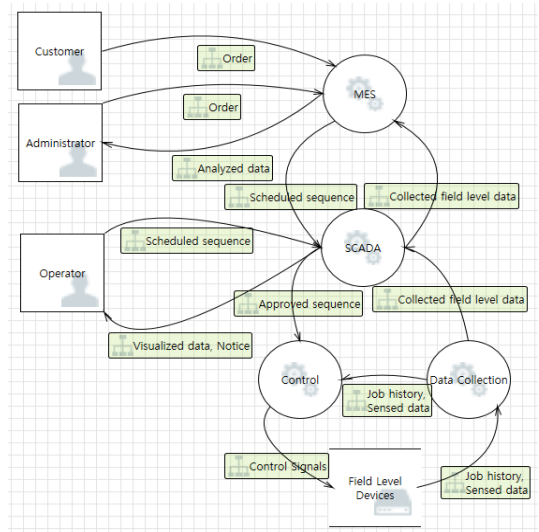 Customer
Order
MES
Order
Administrator
Analyzed data
Scheduled sequence
Collected field level data
Scheduled sequence
SCADA
Operator
Approved sequence
Collected field level data
Visualized data, Notice
Control
Data Collection
Job history,
Sensed data
Control Signals
Field Level
Devices
Job history,
Sensed data